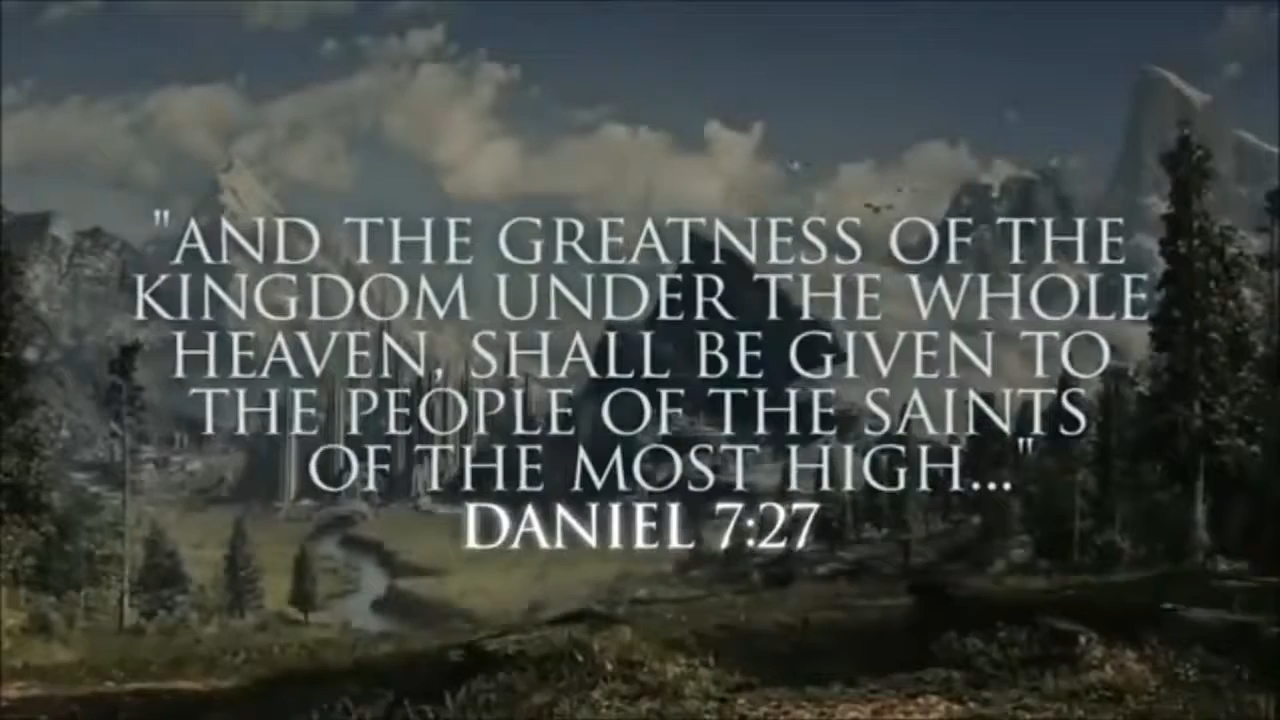 "AND THE GREATNESS OF THE
KINGDOM UNDER THE WHOLE
HEAVEN, SHALL BE GIVEN TO
THE PEOPLE OF THE SAINTS
OF THE MOST HIGH..."
DANIEL 7:27